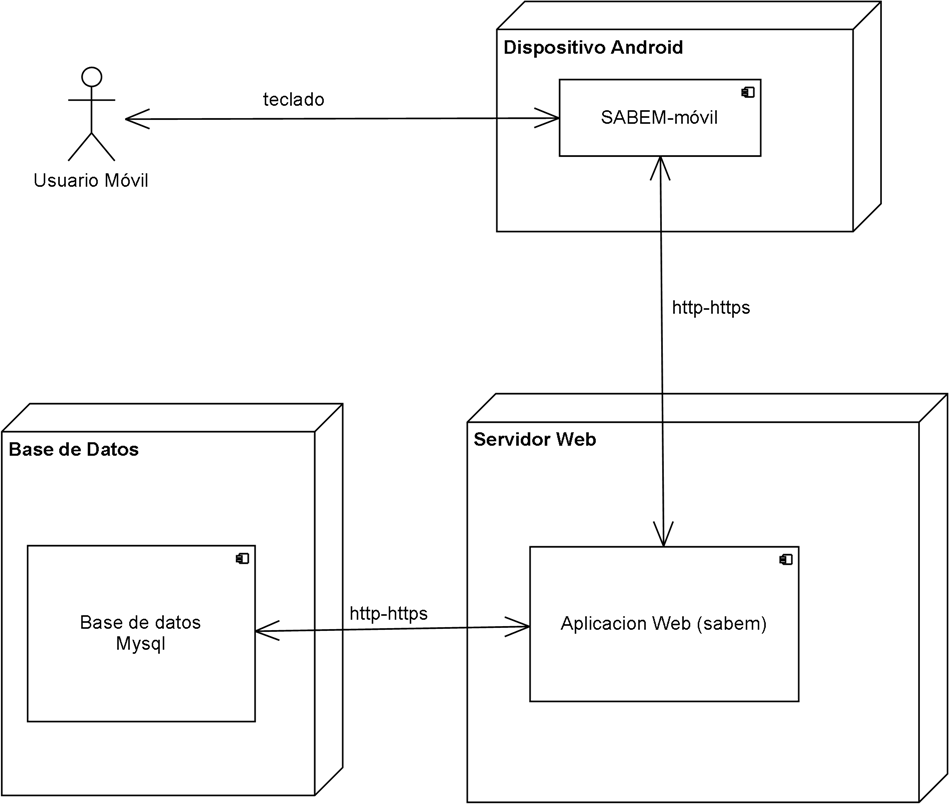 Dispositivo Android
teclado
SABEM-móvil
Usuario Móvil
http-https
Base de Datos
Servidor Web
Base de datos
Mysql
http-https
Aplicacion Web (sabem)